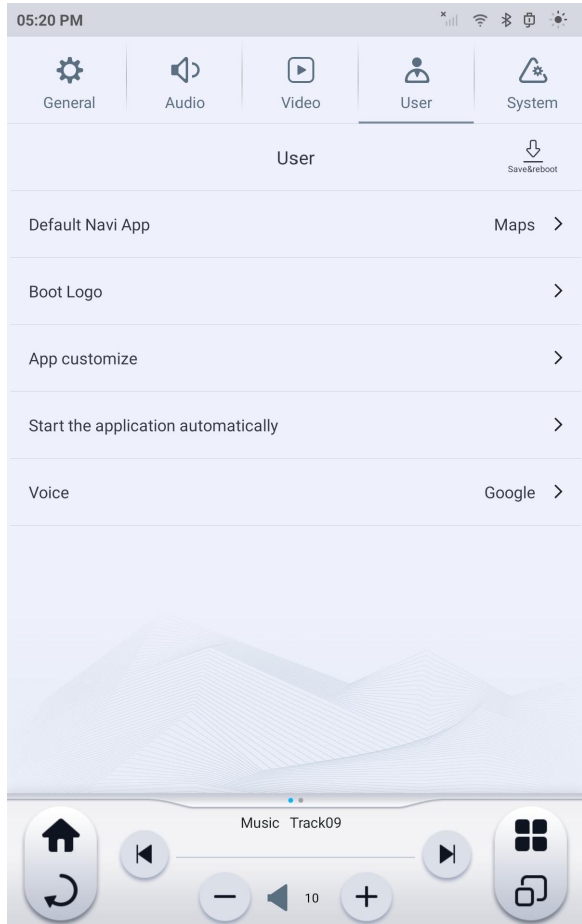 05:20 PM
General Audio Video User System
User
Save&reboot
Default Navi App Maps
Boot Logo
App customize
Start the application automatically
Voice Google
Music Track09
10